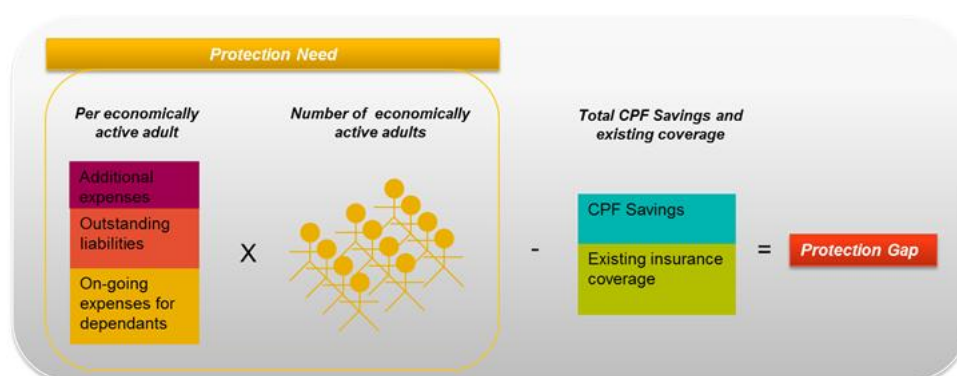 Protection Need
Per economically
active adult
Number of economically
active adults
Total CPF Savings and
existing coverage
Additional
expenses
Outstanding
liabilities
On-going
expenses for
dependants
X
-
CPF Savings
Existing insurance
coverage
=
Protection Gap